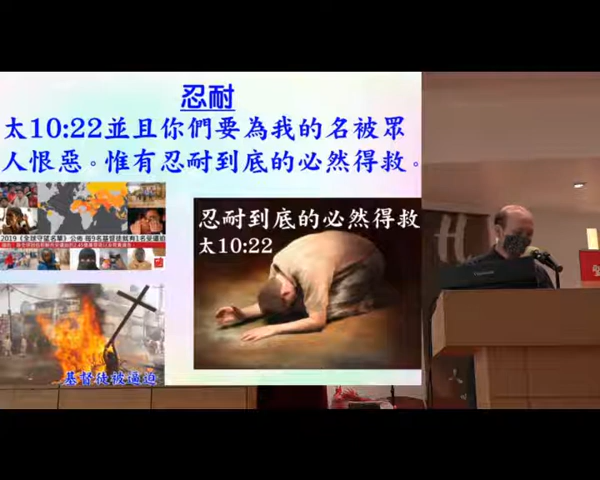 忍耐
太10:22並且你們要為我的名被眾
人恨惡。惟有忍耐到底的必然得救。
忍耐到底的必然得救
太10:22
基督徒被逼迫